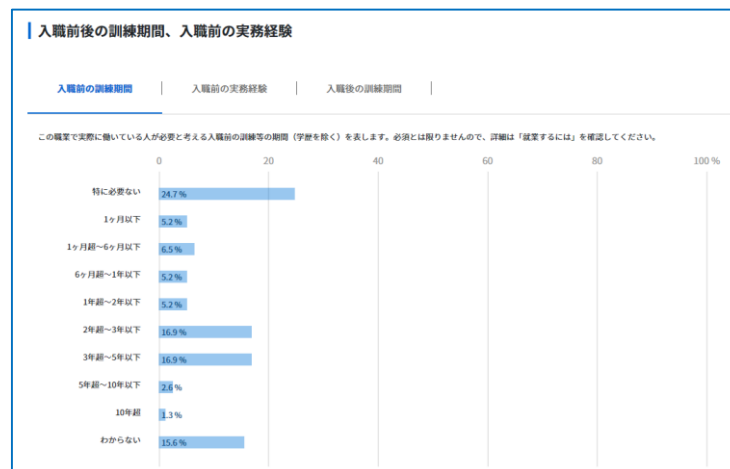 入職前後の訓練期間、入職前の実務経験
入職前の訓練期間 入職前の実務経験 入職後の訓練期間
この職業で実際に働いている人が必要と考える入職前の訓練等の期間（学歴を除く）を表します。必須とは限りませんので、詳細は「就業するには」を確認してください。
0 20 40 60 80 100 %
特に必要ない 24.7 %
1ヶ月以下 5.2 %
1ヶ月超～6ヶ月以下 6.5 %
6ヶ月超～1年以下 5.2 %
1年超～2年以下 5.2 %
2年超～3年以下 16.9 %
3年超～5年以下 16.9 %
5年超～10年以下 2.6 %
10年超 1.3 %
わからない 15.6 %